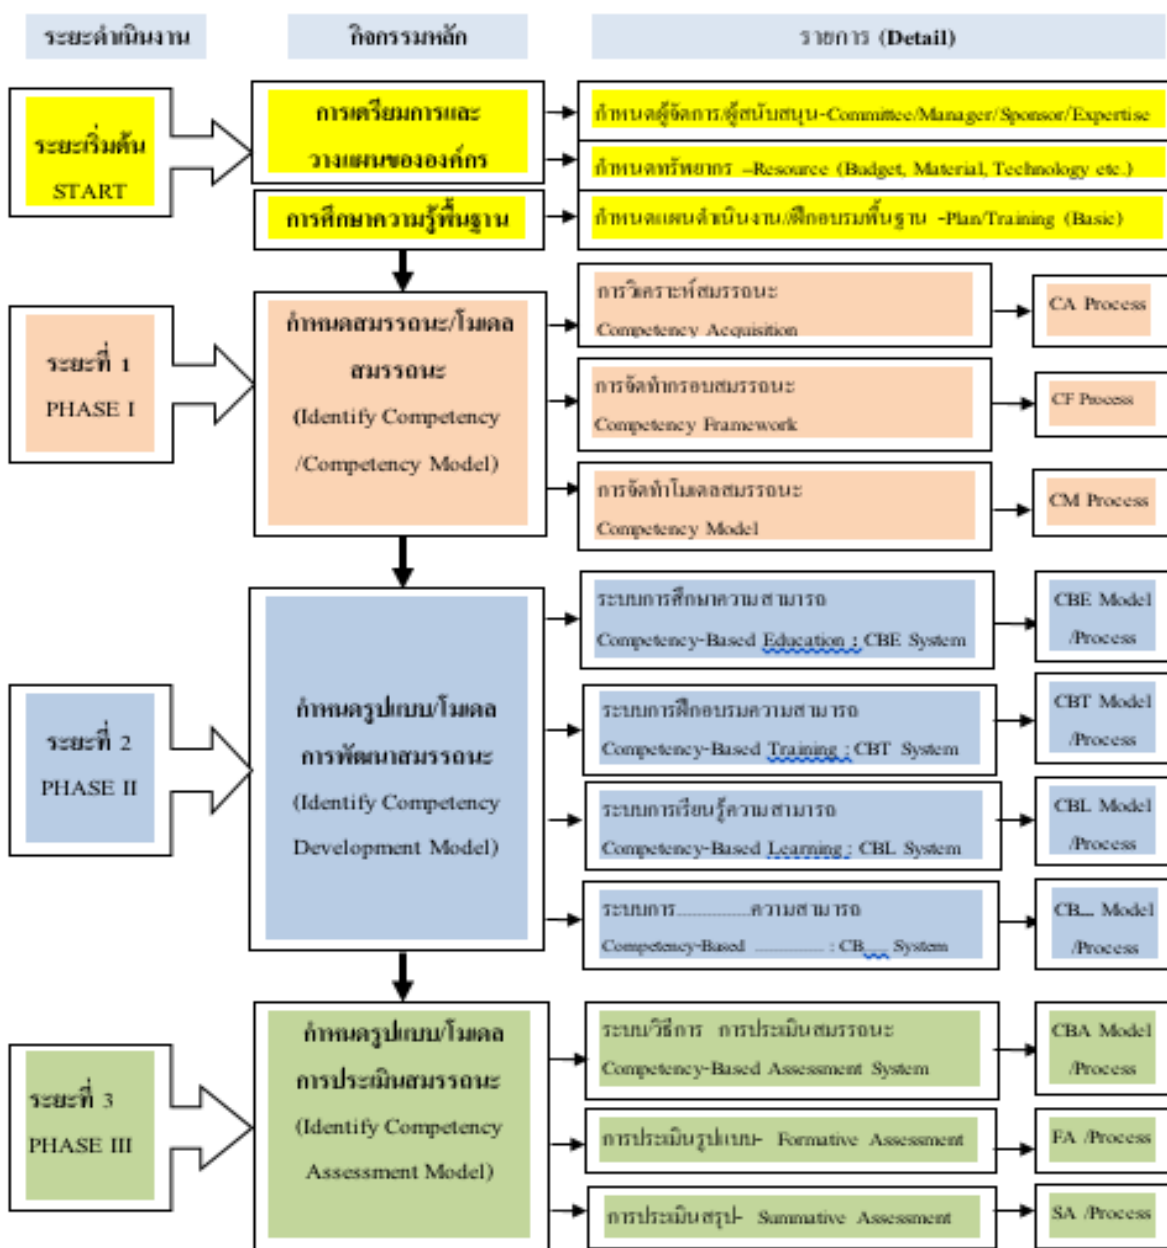 ระยะดำเนินงาน
กิจกรรมหลัก
รายการ (Detail)
ระยะเริ่มต้น
START
การเตรียมการและ
วางแผนขององค์กร
กำหนดผู้จัดการ/ผู้สนับสนุน-Committee/Manager/Sponsor/Expertise
กำหนดทรัพยากร –Resource (Budget, Material, Technology etc.)
การศึกษาความรู้พื้นฐาน
กำหนดแผนดำเนินงาน//ฝึกอบรมพื้นฐาน -Plan/Training (Basic)
ระยะที่ 1
PHASE I
กำหนดสมรรถนะ/โมเดล
สมรรถนะ
(Identify Competency
/Competency Model)
การวิเคราะห์สมรรถนะ
Competency Acquisition
CA Process
การจัดทำกรอบสมรรถนะ
Competency Framework
CF Process
การจัดทำโมเดลสมรรถนะ
Competency Model
CM Process
ระยะที่ 2
PHASE II
กำหนดรูปแบบ/โมเดล
การพัฒนาสมรรถนะ
(Identify Competency
Development Model)
ระบบการศึกษาความสามารถ
Competency-Based Education : CBE System
CBE Model
/Process
ระบบการฝึกอบรมความสามารถ
Competency-Based Training : CBT System
CBT Model
/Process
ระบบการเรียนรู้ความสามารถ
Competency-Based Learning : CBL System
CBL Model
/Process
ระบบการ..................ความสามารถ
Competency-Based .................... : CB..... System
CB.... Model
/Process
ระยะที่ 3
PHASE III
กำหนดรูปแบบ/โมเดล
การประเมินสมรรถนะ
(Identify Competency
Assessment Model)
ระบบ/วิธีการ การประเมินสมรรถนะ
Competency-Based Assessment System
CBA Model
/Process
การประเมินรูปแบบ- Formative Assessment
FA /Process
การประเมินสรุป- Summative Assessment
SA /Process